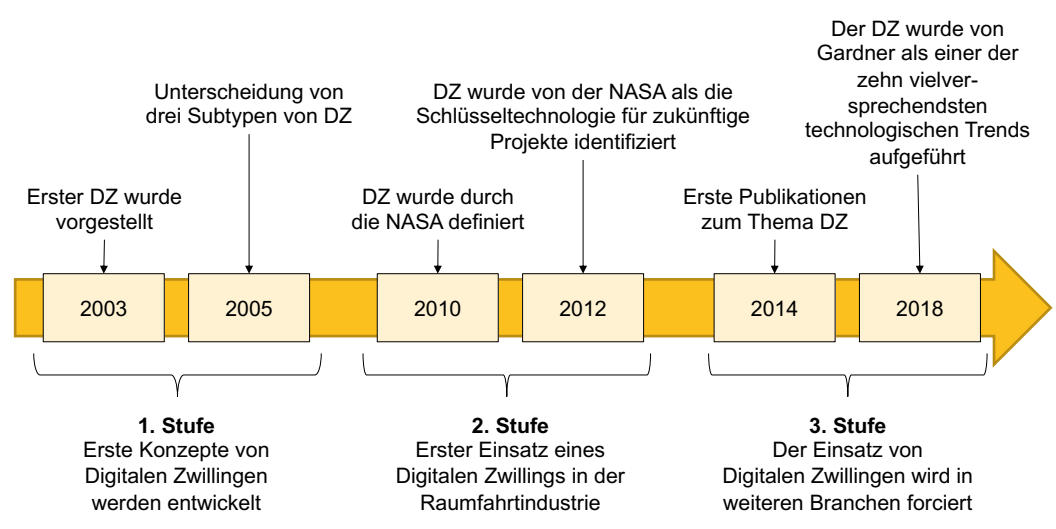 Der DZ wurde von
Gardner als einer der
zehn vielver-
sprechendsten
technologischen Trends
aufgeführt
Unterscheidung von
drei Subtypen von DZ
DZ wurde von der NASA als die
Schlüsseltechnologie für zukünftige
Projekte identifiziert
Erster DZ wurde
vorgestellt
DZ wurde durch
die NASA definiert
Erste Publikationen
zum Thema DZ
2003
2005
2010
2012
2014
2018
1. Stufe
Erste Konzepte von
Digitalen Zwillingen
werden entwickelt
2. Stufe
Erster Einsatz eines
Digitalen Zwillings in der
Raumfahrtindustrie
3. Stufe
Der Einsatz von
Digitalen Zwillingen wird in
weiteren Branchen forciert